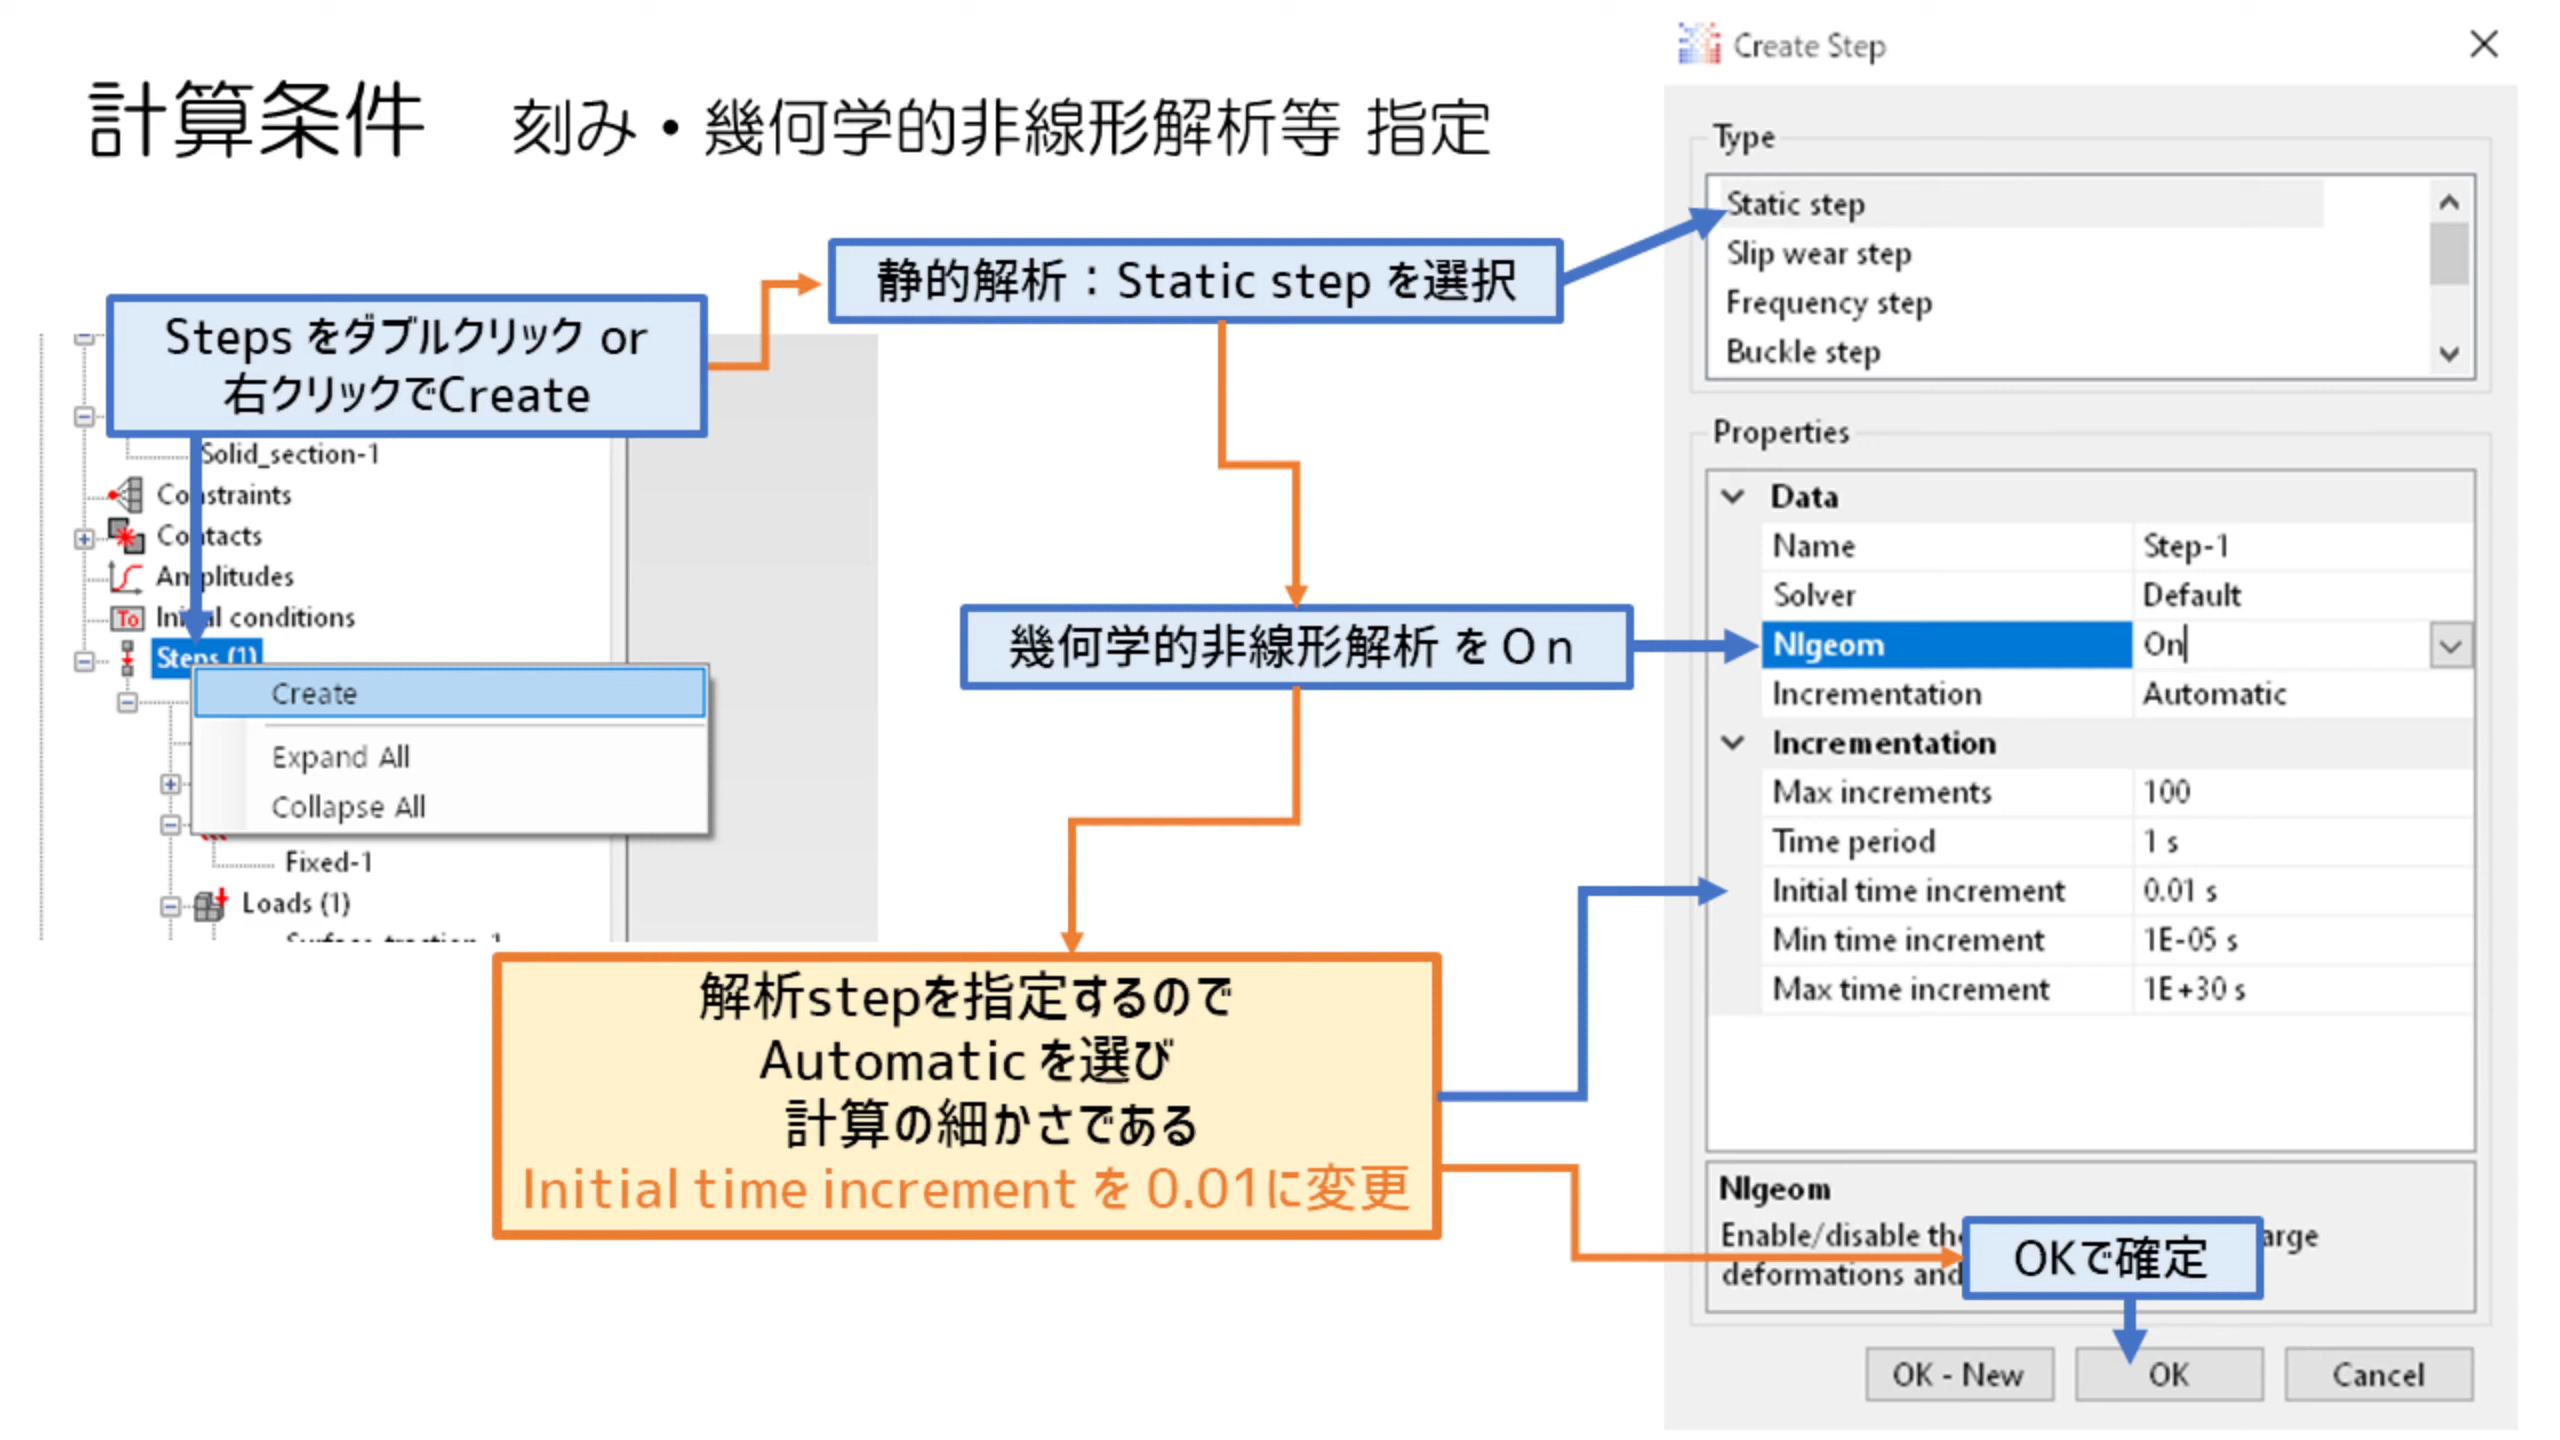 計算条件 刻み・幾何学的非線形解析等 指定
Steps をダブルクリック or
右クリックでCreate
静的解析：Static step を選択
幾何学的非線形解析 を O n
解析stepを指定するので
Automatic を選び
計算の細かさである
Initial time increment を 0.01に変更
OKで確定
Solid_section-1
Constraints
Contacts
Amplitudes
Initial conditions
Steps (1)
Create
Expand All
Collapse All
Fixed-1
Loads (1)
Create Step
Type
Static step
Slip wear step
Frequency step
Buckle step
Properties
Data
Name Step-1
Solver Default
Nlgeom On
Incrementation Automatic
Incrementation
Max increments 100
Time period 1 s
Initial time increment 0.01 s
Min time increment 1E-05 s
Max time increment 1E+30 s
Nlgeom
Enable/disable
deformations and
OK - New OK Cancel